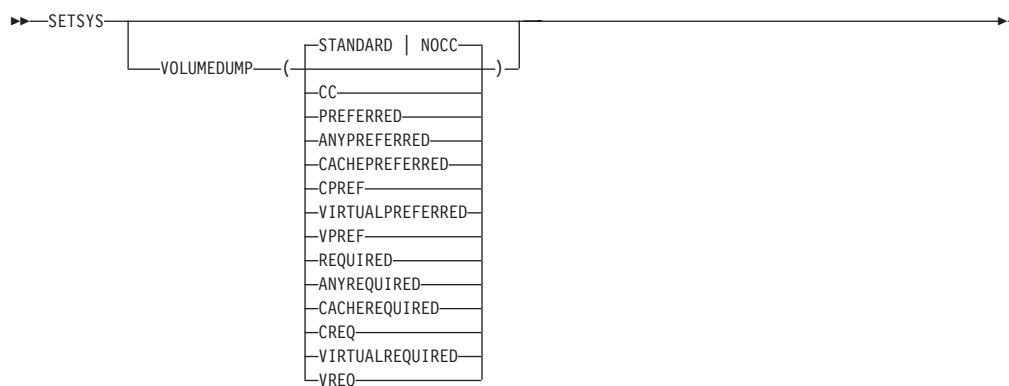 SETSYS
STANDARD | NOCC
VOLUMEDUMP ( )
CC
PREFERRED
ANYPREFERRED
CACHEPREFERRED
CPREF
VIRTUALPREFERRED
VPREF
REQUIRED
ANYREQUIRED
CACHEREQUIRED
CREQ
VIRTUALREQUIRED
VREQ